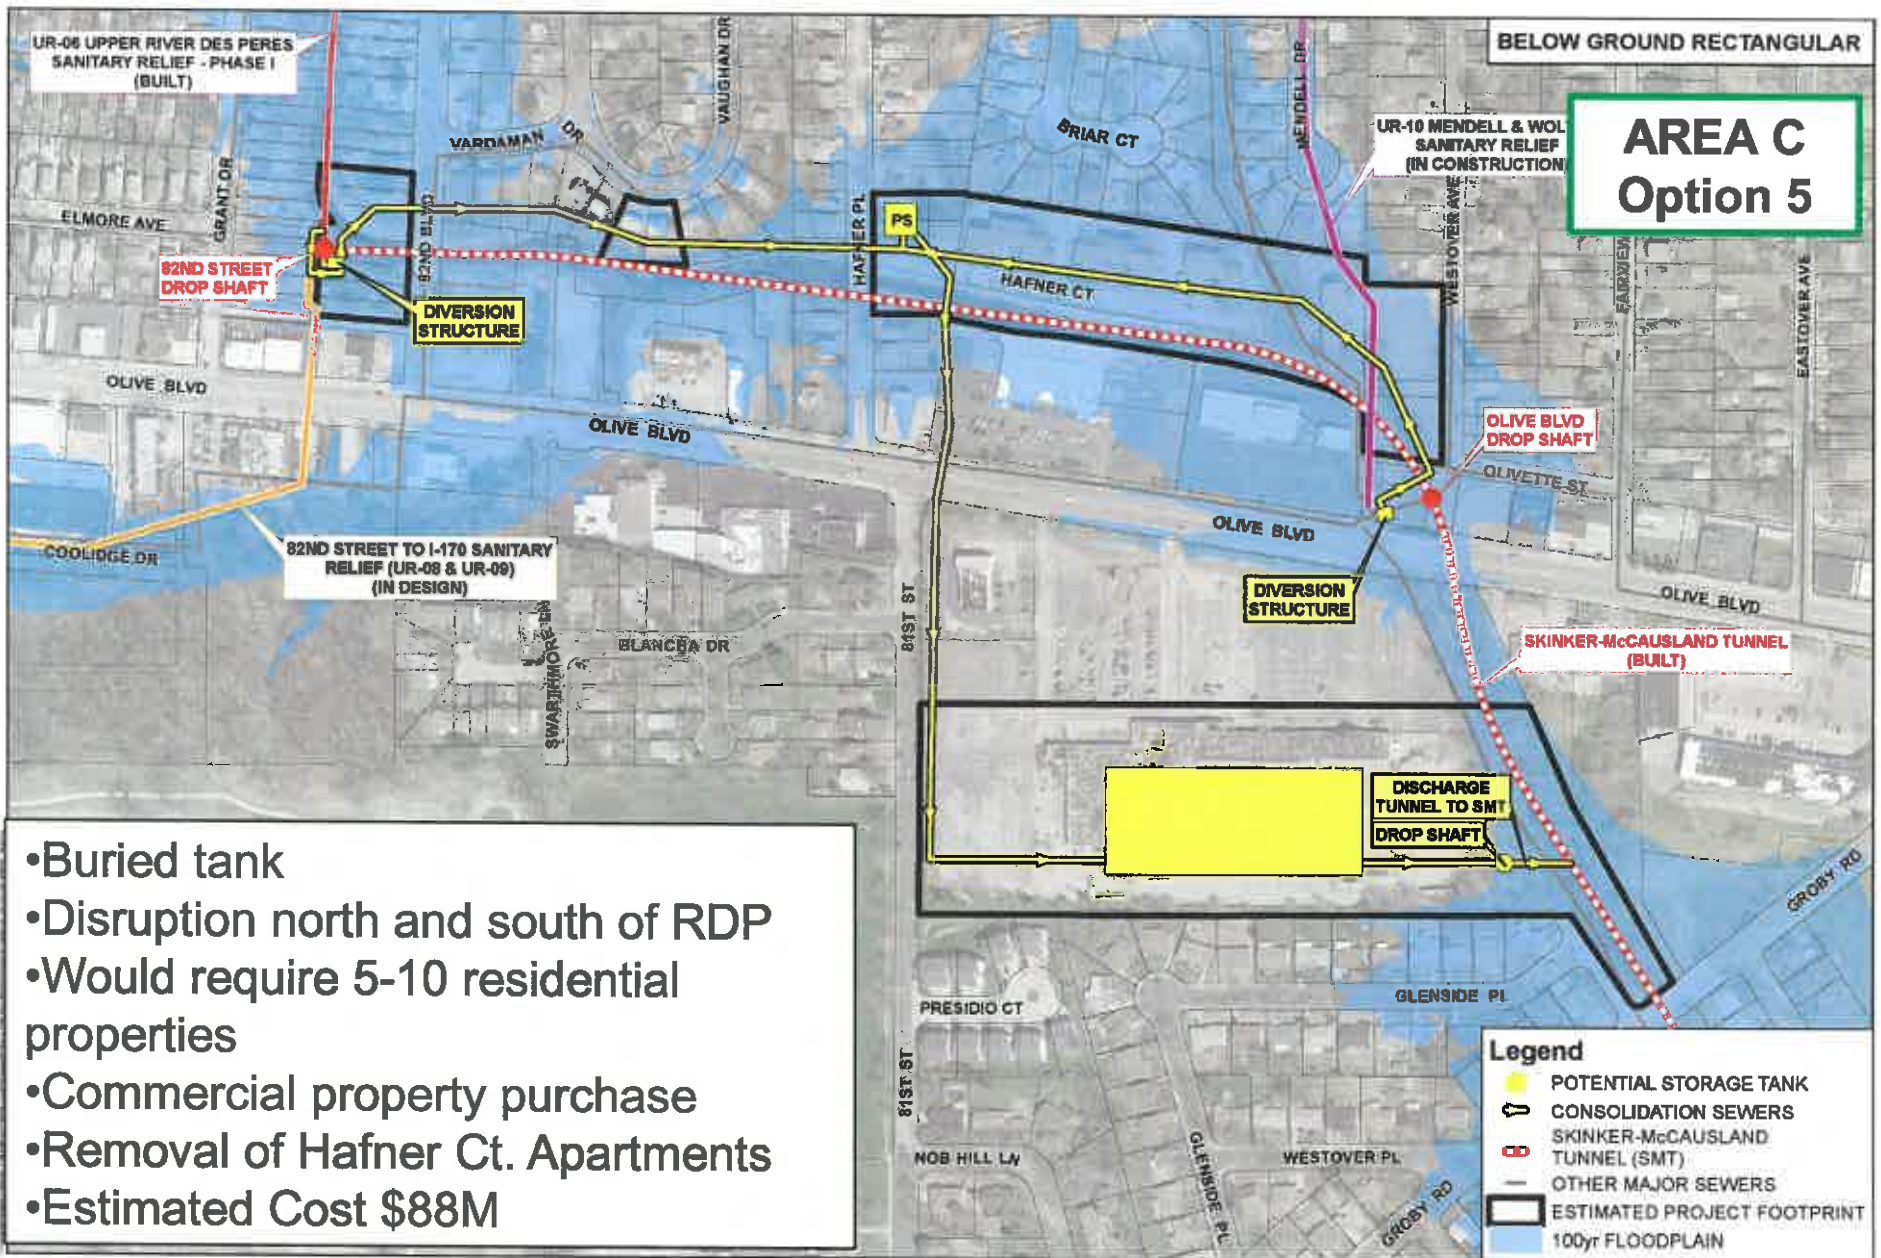 UR-06 UPPER RIVER DES PERES
SANITARY RELIEF - PHASE I
(BUILT)
BELOW GROUND RECTANGULAR
AREA C
Option 5
UR-10 MENDELL & WOL
SANITARY RELIEF
(IN CONSTRUCTION)
VAUGHAN DR
MENDELL DR
BRIAR CT
VARDAMAN DR
GRANT DR
ELMORE AVE
82ND BLVD
HAFNER PL
PS
WESTOVER AVE
FAIRVIEW
EASTOVER AVE
82ND STREET
DROP SHAFT
DIVERSION
STRUCTURE
HAFNER CT
OLIVE BLVD
OLIVE BLVD
OLIVE BLVD
DROP SHAFT
OLIVETTE ST
OLIVE BLVD
COOLIDGE DR
82ND STREET TO I-170 SANITARY
RELIEF (UR-08 & UR-09)
(IN DESIGN)
DIVERSION
STRUCTURE
OLIVE BLVD
SWARTHMORE LN
BLANCHA DR
81ST ST
SKINKER-McCAUSLAND TUNNEL
(BUILT)
DISCHARGE
TUNNEL TO SMT
DROP SHAFT
GROBY RD
•Buried tank
•Disruption north and south of RDP
•Would require 5-10 residential
properties
•Commercial property purchase
•Removal of Hafner Ct. Apartments
•Estimated Cost $88M
PRESIDIO CT
GLENSIDE PL
81ST ST
NOB HILL LN
GLENSIDE PL
WESTOVER PL
GROBY RD
Legend
POTENTIAL STORAGE TANK
CONSOLIDATION SEWERS
SKINKER-McCAUSLAND
TUNNEL (SMT)
OTHER MAJOR SEWERS
ESTIMATED PROJECT FOOTPRINT
100yr FLOODPLAIN